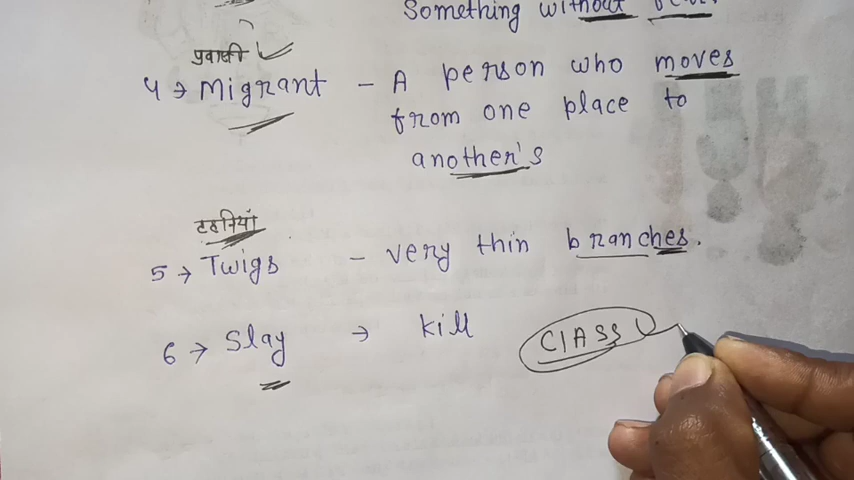 Something without
प्रवासी
4 → Migrant - A person who moves
from one place to
another's
टहनियां
5 → Twigs - very thin branches.
6 → Slay → Kill
CLASS